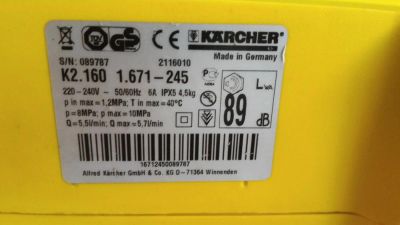 KÄRCHER
Made in Germany
S/N: 089787 2116010
K2.160 1.671-245
220-240V~ 50/60Hz 6A IPX5 4,5kg
p in max=1,2MPa; T in max=40°C
p=8MPa; p max=10MPa
Q=5,5l/min; Q max=5,7l/min
LWA
89
dB
16712450089787
Alfred Kärcher GmbH & Co. KG D-71364 Winnenden